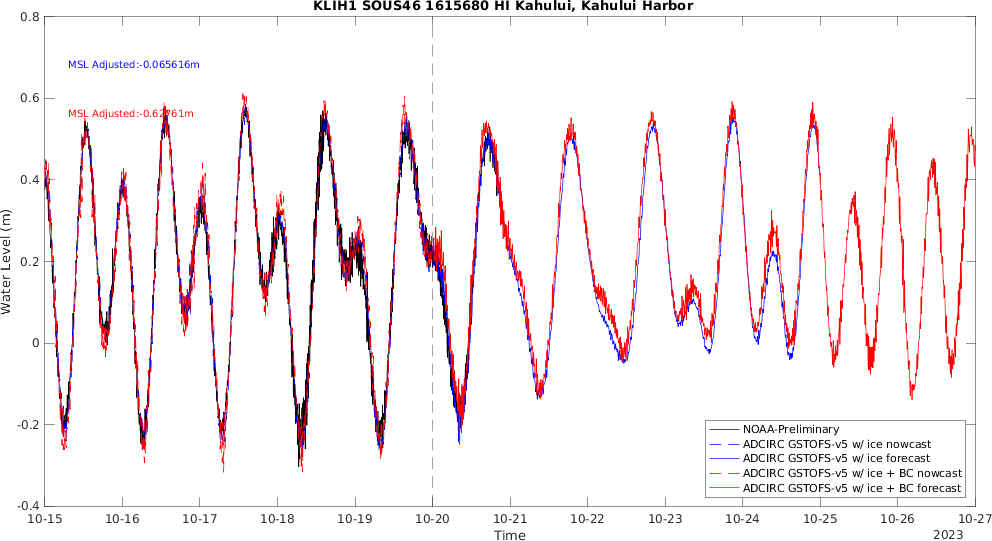 KLIH1 SOUS46 1615680 HI Kahului, Kahului Harbor
0.8
MSL Adjusted:-0.065616m
0.6
MSL Adjusted:-0.62761m
0.4
Water Level (m)
0.2
0
-0.2
NOAA-Preliminary
ADCIRC GSTOFS-v5 w/ ice nowcast
ADCIRC GSTOFS-v5 w/ ice forecast
ADCIRC GSTOFS-v5 w/ ice + BC nowcast
ADCIRC GSTOFS-v5 w/ ice + BC forecast
-0.4
10-15 10-16 10-17 10-18 10-19 10-20 10-21 10-22 10-23 10-24 10-25 10-26 10-27
Time
2023